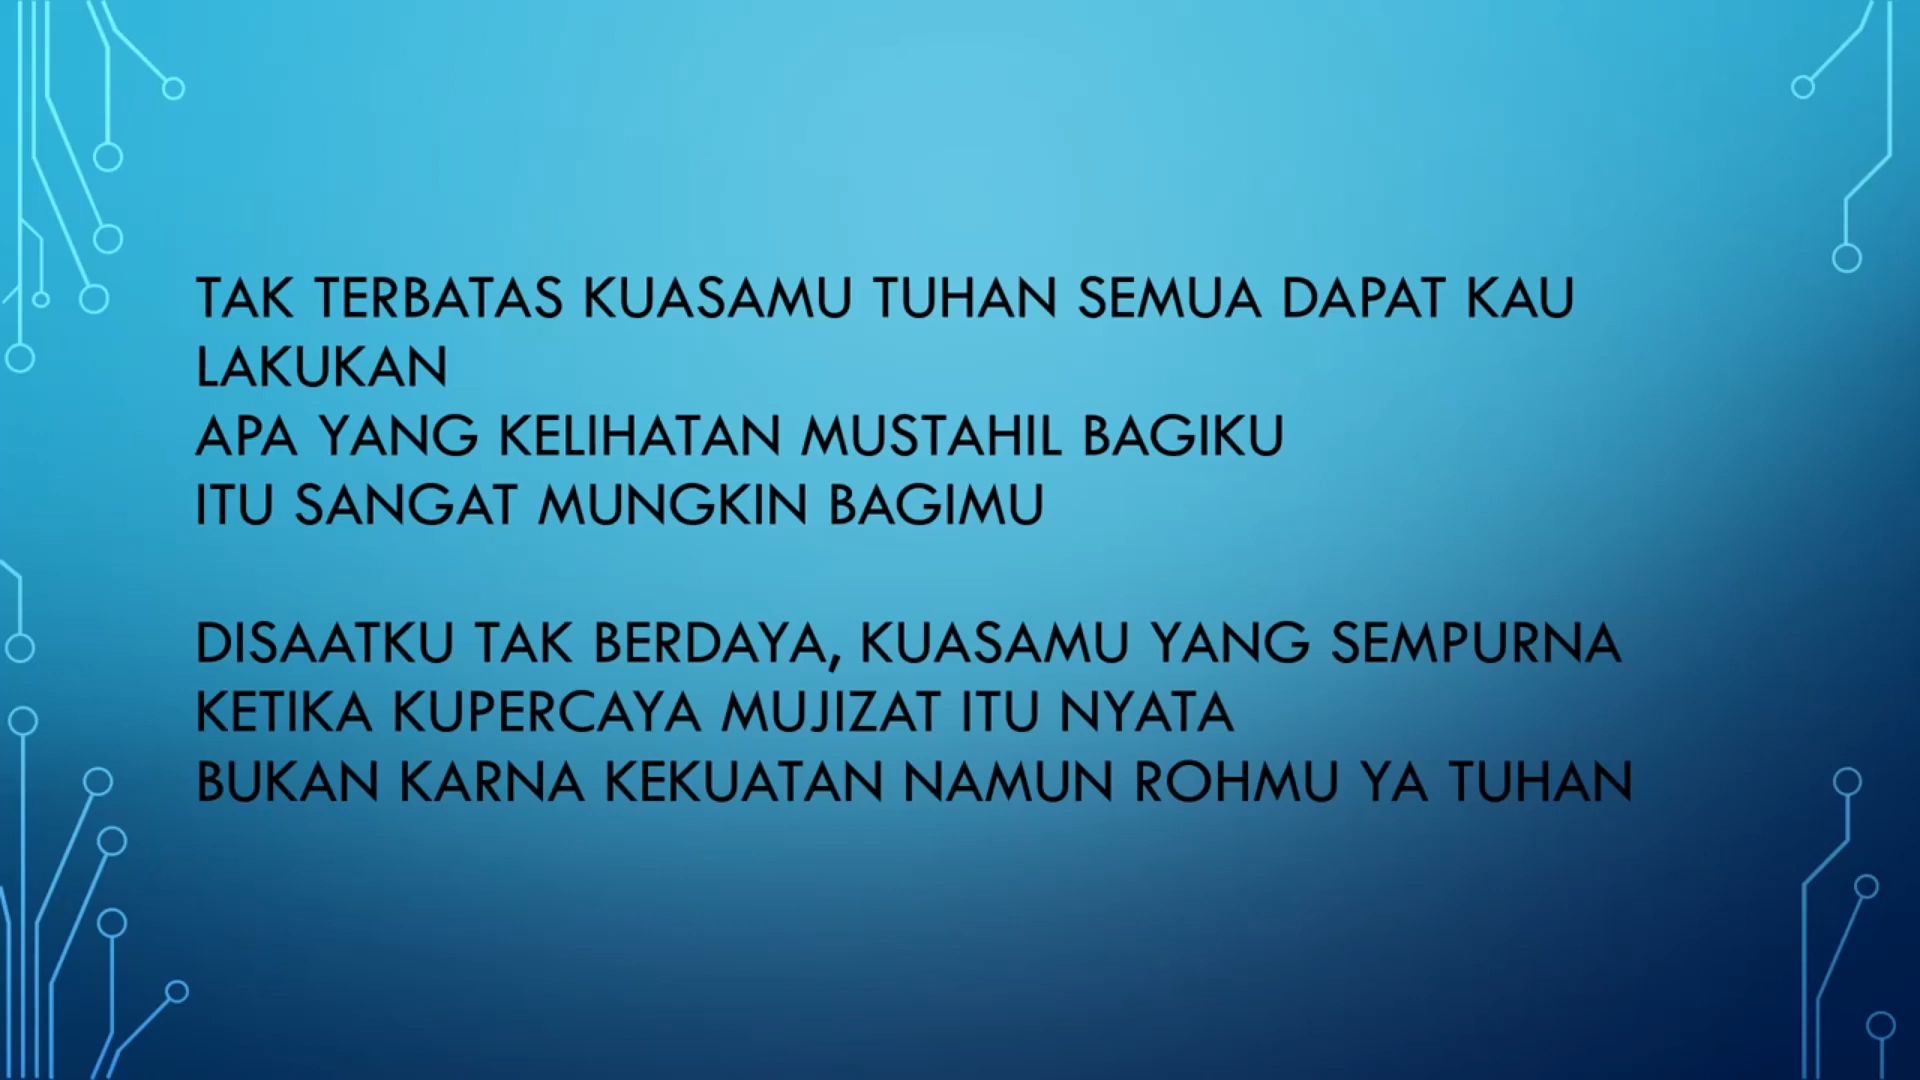 TAK TERBATAS KUASAMU TUHAN SEMUA DAPAT KAU
LAKUKAN
APA YANG KELIHATAN MUSTAHIL BAGIKU
ITU SANGAT MUNGKIN BAGIMU
DISAATKU TAK BERDAYA, KUASAMU YANG SEMPURNA
KETIKA KUPERCAYA MUJIZAT ITU NYATA
BUKAN KARNA KEKUATAN NAMUN ROHMU YA TUHAN